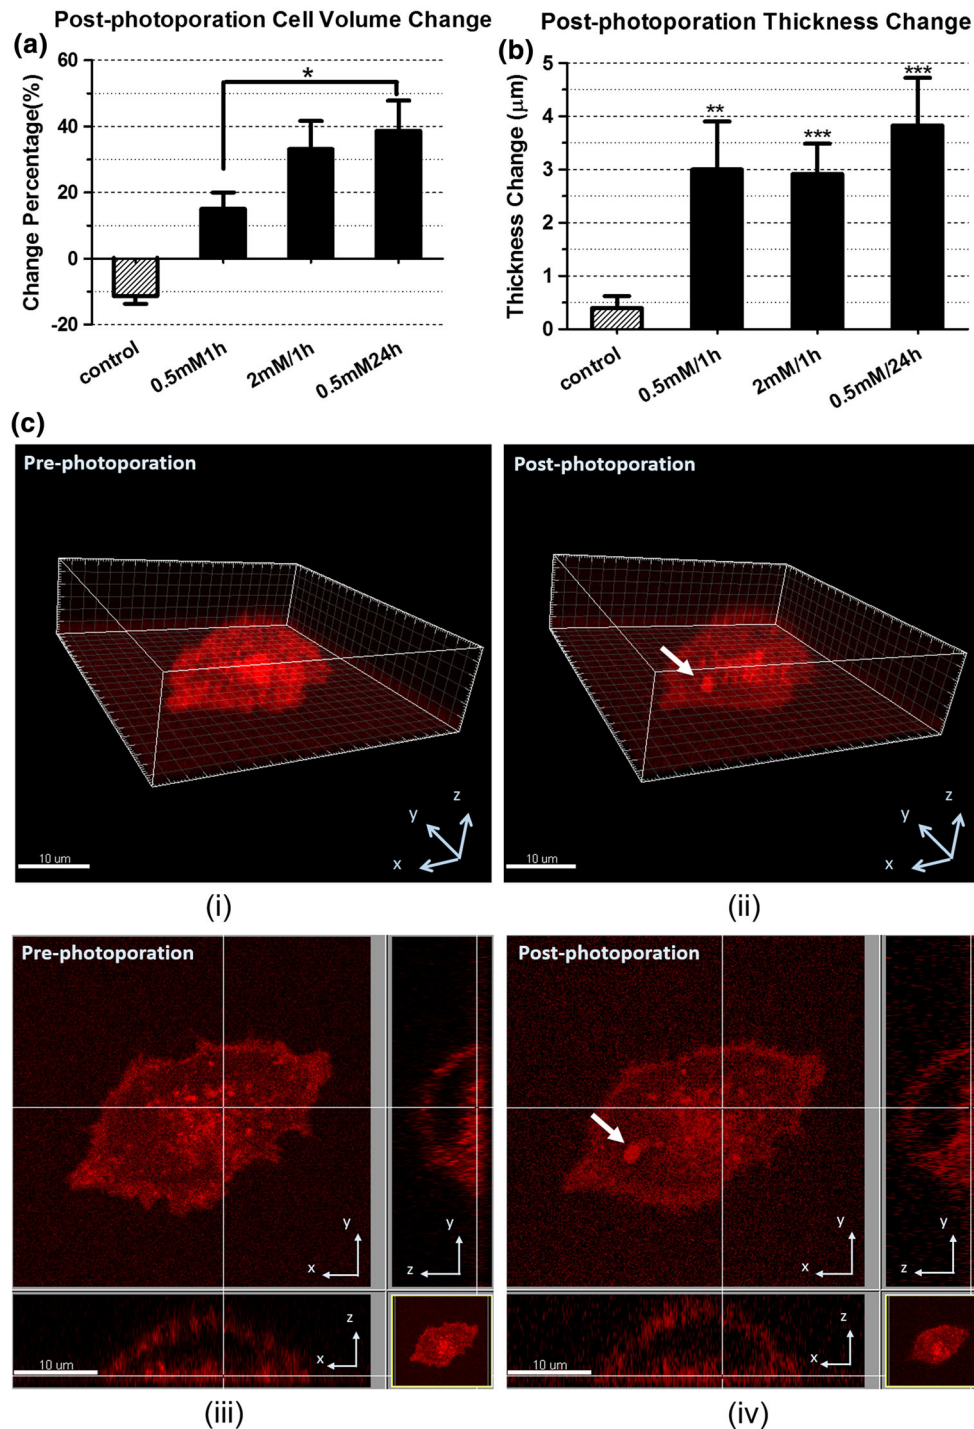 Post-photoporation Cell Volume Change
(a)
60
40
20
0
-20
Change Percentage(%)
*
control
0.5mM1h
2mM/1h
0.5mM24h
Post-photoporation Thickness Change
(b)
5
4
3
2
1
0
Thickness Change (μm)
**
***
***
control
0.5mM/1h
2mM/1h
0.5mM/24h
(c)
Pre-photoporation
z
y
x
10 um
(i)
Post-photoporation
z
y
x
10 um
(ii)
Pre-photoporation
y
x
y
z
z
x
10 um
(iii)
Post-photoporation
y
x
y
z
z
x
10 um
(iv)